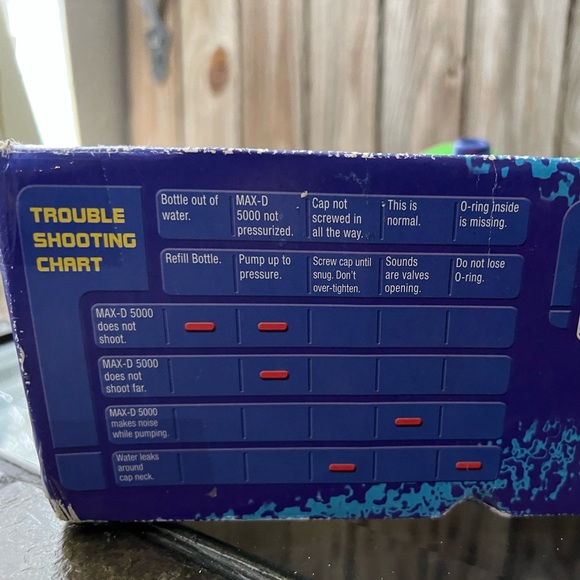 TROUBLE
SHOOTING
CHART
Bottle out of
water.
MAX-D
5000 not
pressurized.
Cap not
screwed in
all the way.
This is
normal.
O-ring inside
is missing.
Refill Bottle.
Pump up to
pressure.
Screw cap until
snug. Don't
over-tighten.
Sounds
are valves
opening.
Do not lose
O-ring.
MAX-D 5000
does not
shoot.
MAX-D 5000
does not
shoot far.
MAX-D 5000
makes noise
while pumping.
Water leaks
around
cap neck.